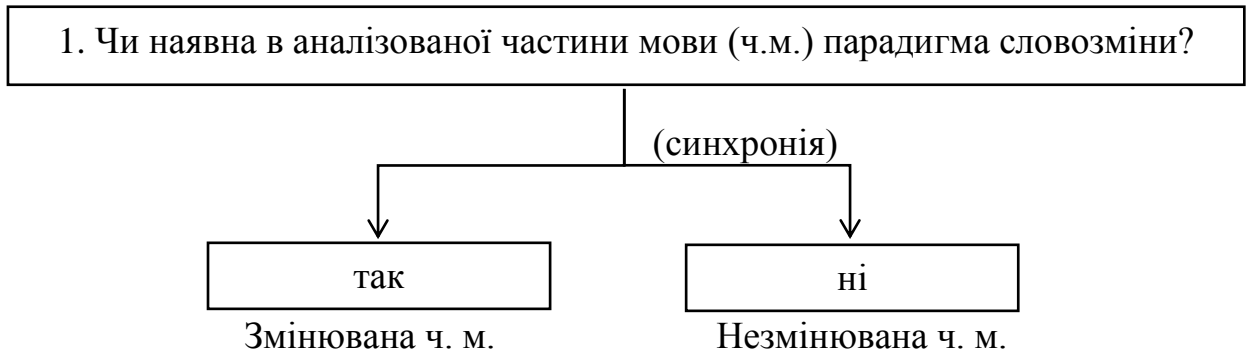 1. Чи наявна в аналізованої частини мови (ч.м.) парадигма словозміни?
(синхронія)
так
ні
Змінювана ч. м.
Незмінювана ч. м.